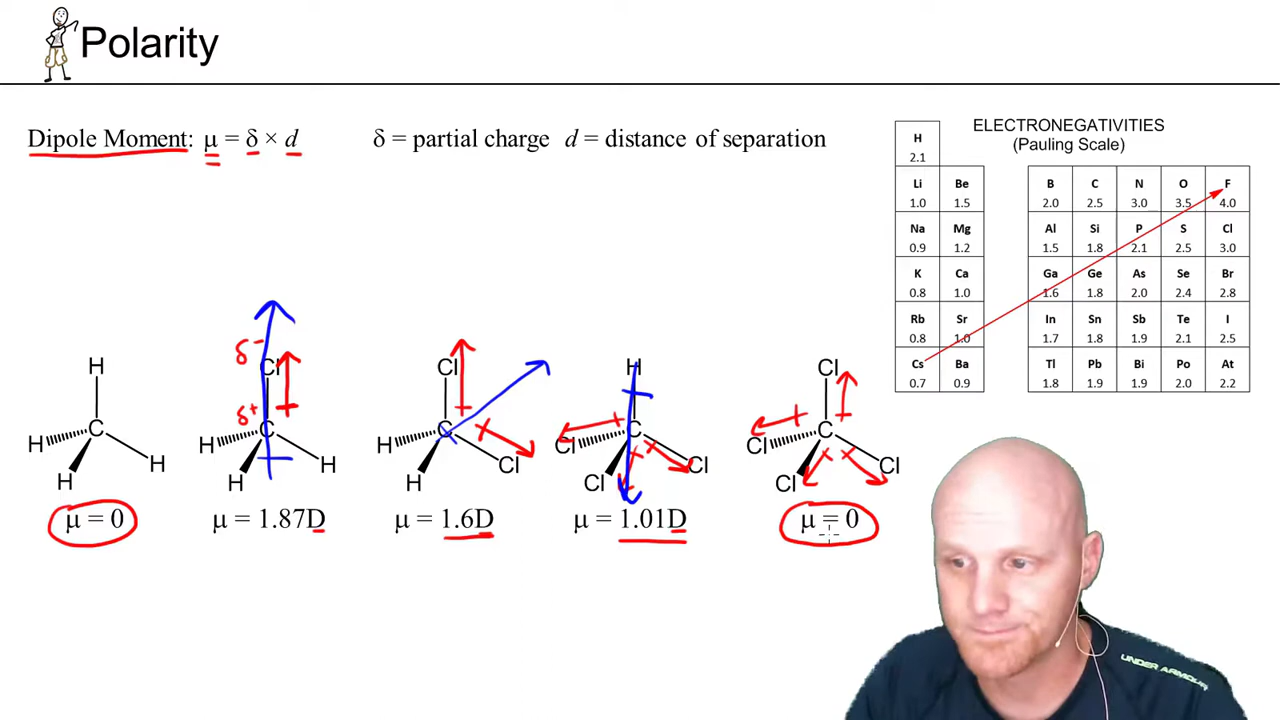 Polarity
Dipole Moment: μ = δ × d δ = partial charge d = distance of separation
ELECTRONEGATIVITIES
(Pauling Scale)
H
2.1
Li Be B C N O F
1.0 1.5 2.0 2.5 3.0 3.5 4.0
Na Mg Al Si P S Cl
0.9 1.2 1.5 1.8 2.1 2.5 3.0
K Ca Ga Ge As Se Br
0.8 1.0 1.6 1.8 2.0 2.4 2.8
Rb Sr In Sn Sb Te I
0.8 1.0 1.7 1.8 1.9 2.1 2.5
Cs Ba Tl Pb Bi Po At
0.7 0.9 1.8 1.9 1.9 2.0 2.2
δ-
H Cl Cl H Cl
δ+
C C C C C
H H H H H Cl Cl Cl Cl
H H H Cl Cl Cl
μ = 0 μ = 1.87D μ = 1.6D μ = 1.01D μ = 0
UNDER ARMOUR